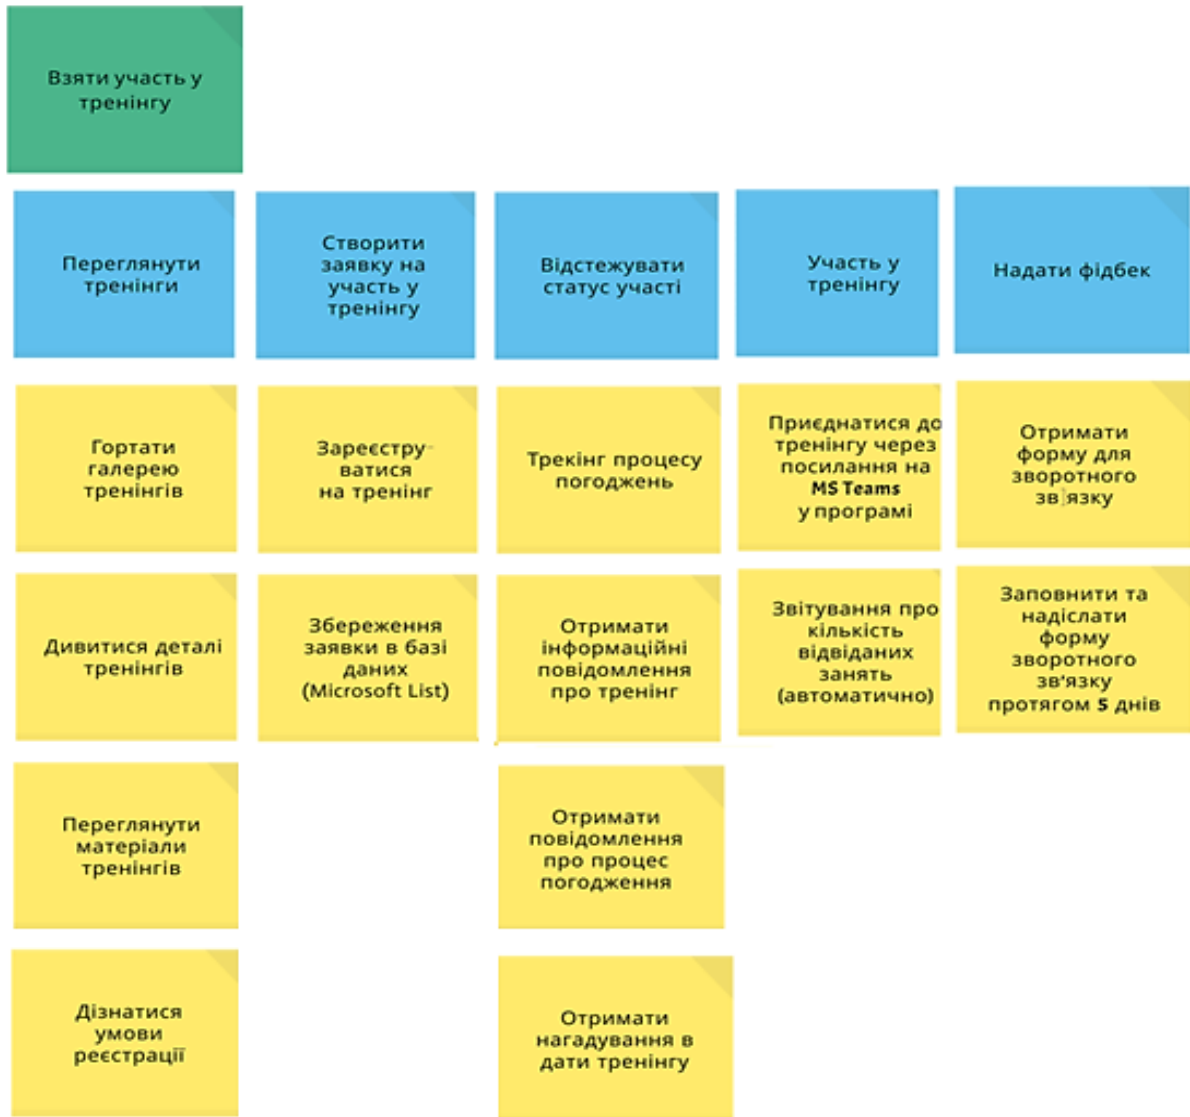 Взяти участь у
тренінгу
Переглянути
тренінги
Створити
заявку на
участь у
тренінгу
Відстежувати
статус участі
Участь у
тренінгу
Надати фідбек
Гортати
галерею
тренінгів
Зареєстру-
ватися
на тренінг
Трекінг процесу
погоджень
Приєднатися до
тренінгу через
посилання на
MS Teams
у програмі
Отримати
форму для
зворотного
зв'язку
Дивитися деталі
тренінгів
Збереження
заявки в базі
даних
(Microsoft List)
Отримати
інформаційні
повідомлення
про тренінг
Звітування про
кількість
відвіданих
занять
(автоматично)
Заповнити та
надіслати
форму
зворотного
зв'язку
протягом 5 днів
Переглянути
матеріали
тренінгів
Отримати
повідомлення
про процес
погодження
Дізнатися
умови
реєстрації
Отримати
нагадування в
дати тренінгу